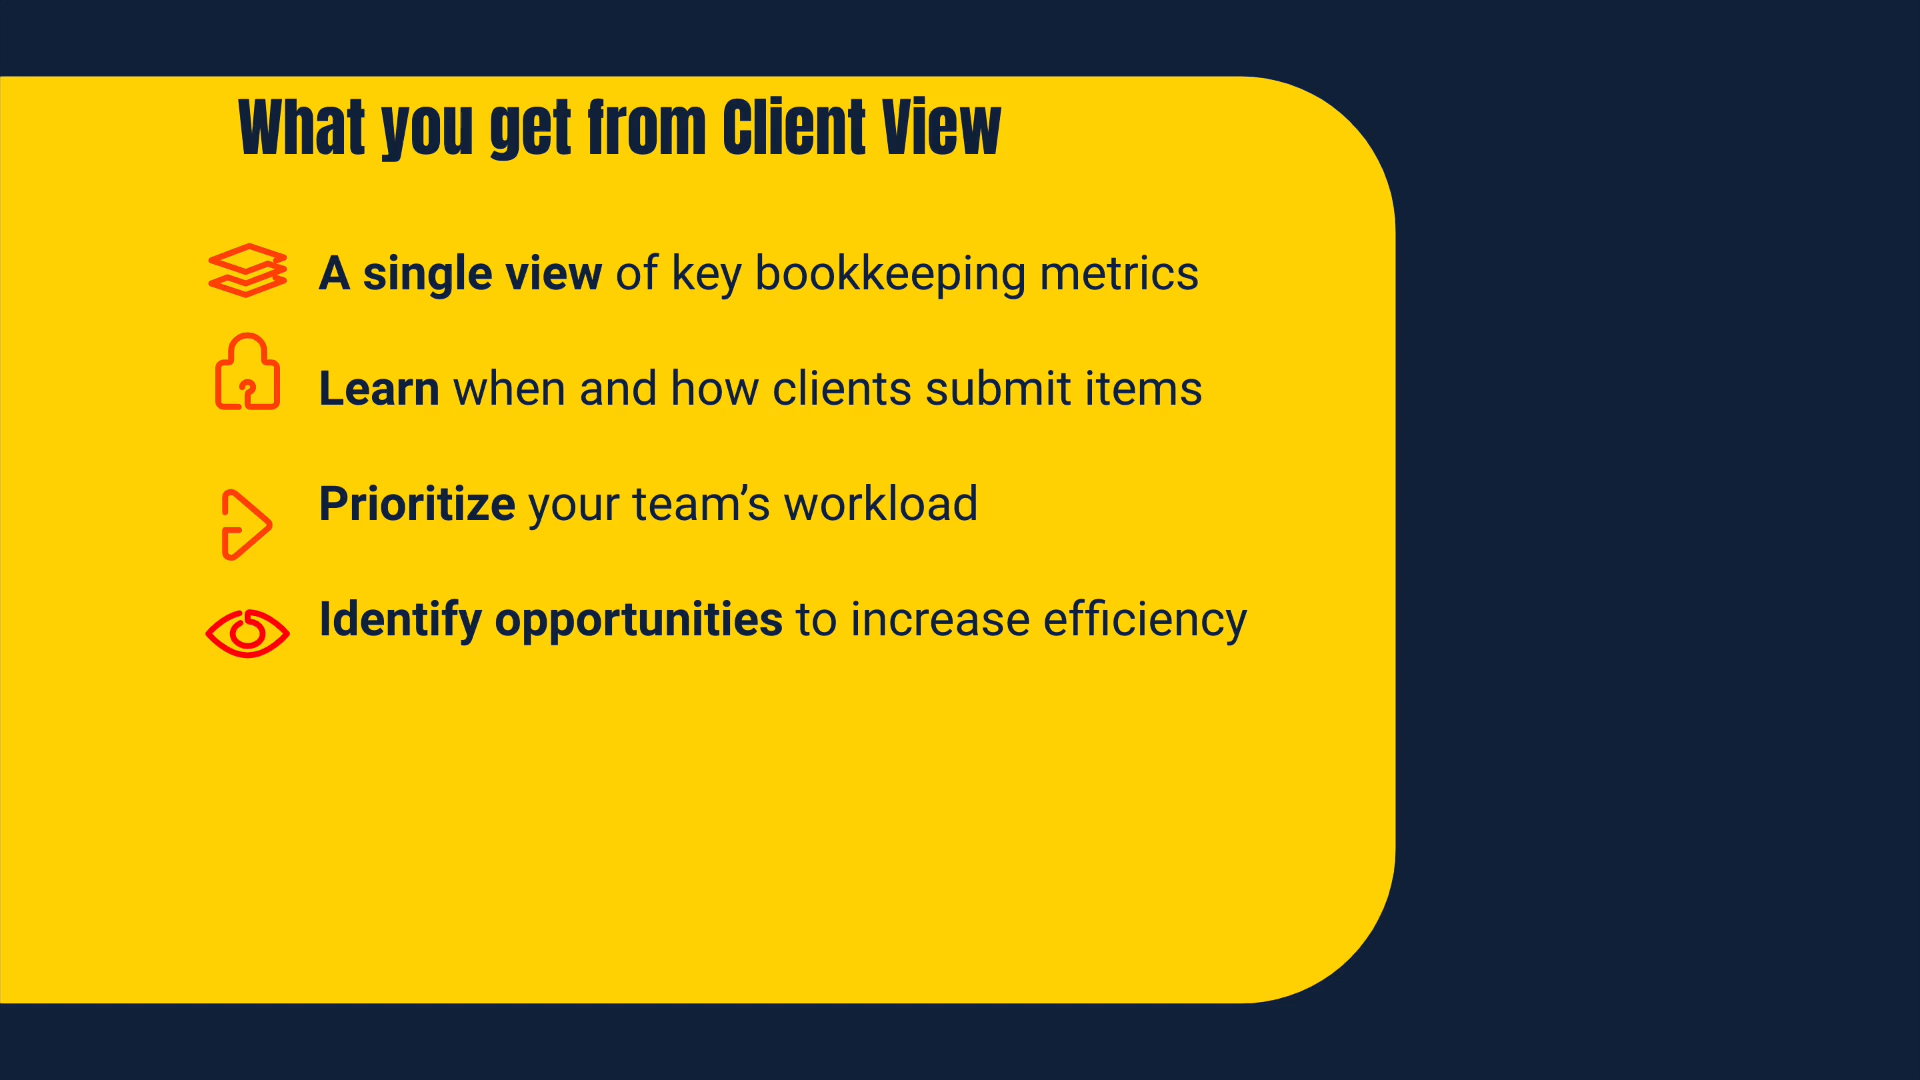 What you get from Client View
A single view of key bookkeeping metrics
Learn when and how clients submit items
Prioritize your team’s workload
Identify opportunities to increase efficiency